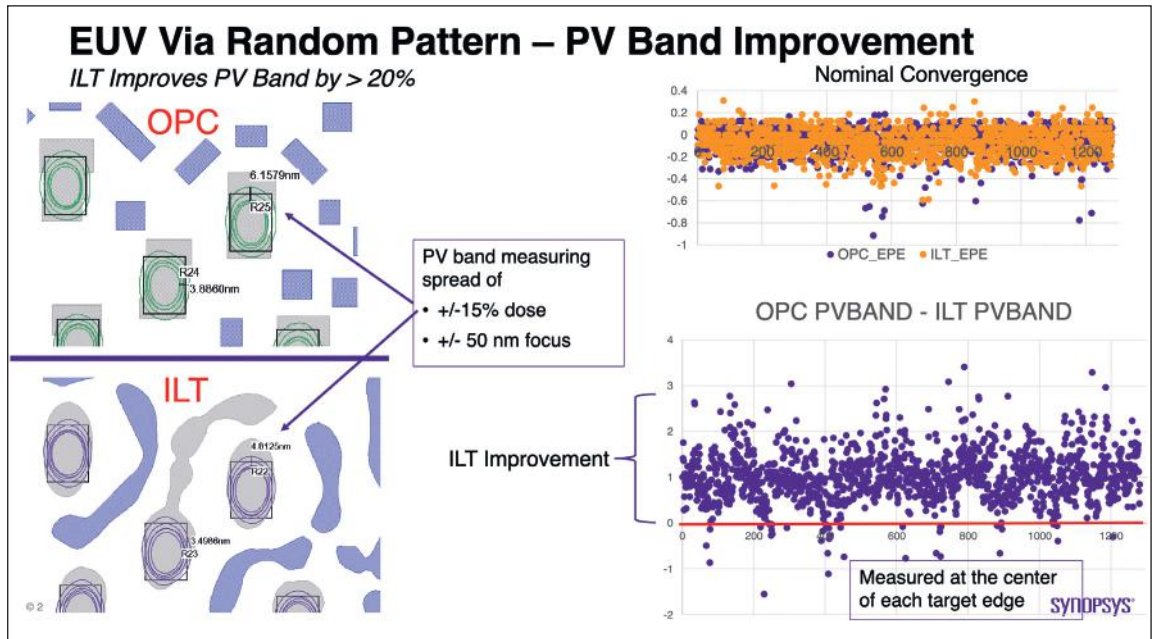 EUV Via Random Pattern – PV Band Improvement
ILT Improves PV Band by > 20%
OPC
6.1579nm
R25
R24
3.8860nm
ILT
4.8125nm
R22
3.4986nm
R23
PV band measuring
spread of
• +/-15% dose
• +/- 50 nm focus
Nominal Convergence
0.4
0.2
0
-0.2
-0.4
-0.6
-0.8
-1
0 200 400 600 800 1000 1200
OPC_EPE ILT_EPE
OPC PVBAND - ILT PVBAND
4
3
2
1
0
-1
-2
0 200 400 600 800 1000 1200
ILT Improvement
Measured at the center
of each target edge
© 2
SYNOPSYS®